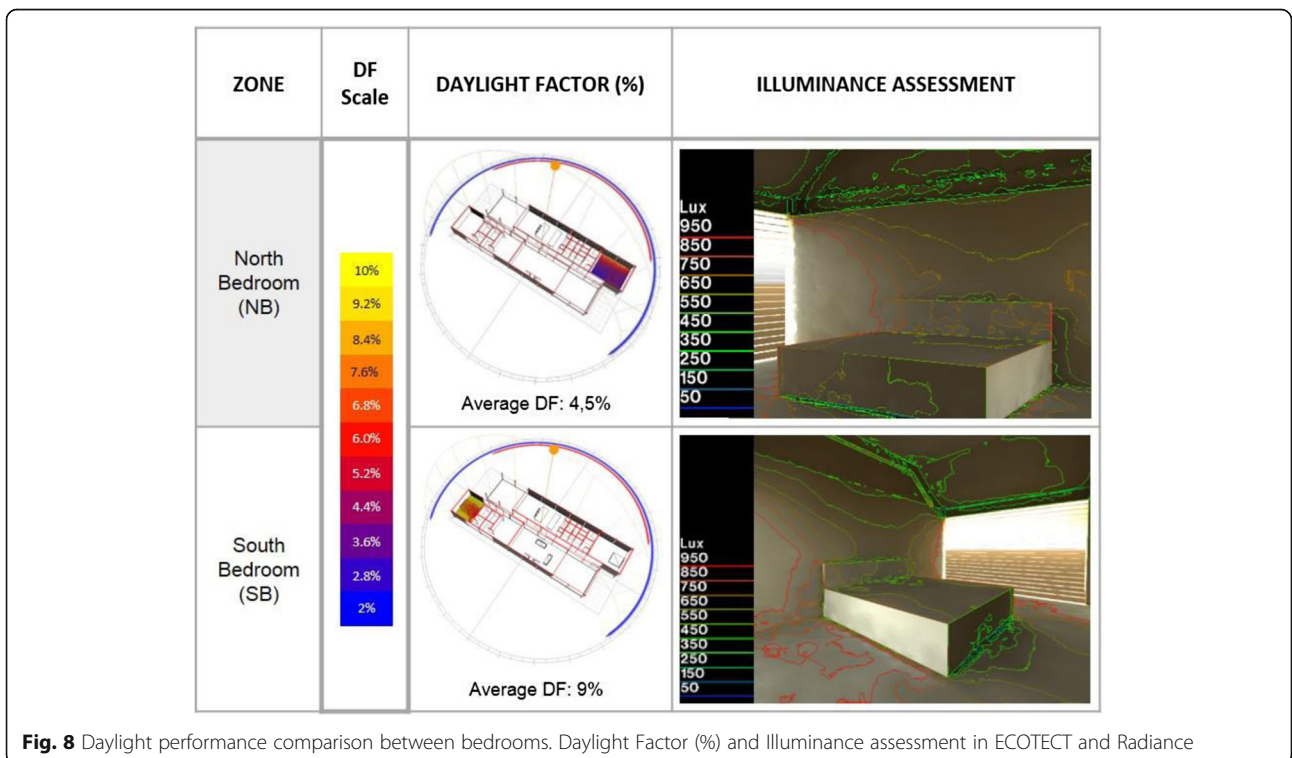 ZONE
DF
Scale
DAYLIGHT FACTOR (%)
ILLUMINANCE ASSESSMENT
North
Bedroom
(NB)
10%
9.2%
8.4%
7.6%
6.8%
6.0%
5.2%
4.4%
3.6%
2.8%
2%
Average DF: 4,5%
Lux
950
850
750
650
550
450
350
250
150
50
South
Bedroom
(SB)
Average DF: 9%
Lux
950
850
750
650
550
450
350
250
150
50
Fig. 8 Daylight performance comparison between bedrooms. Daylight Factor (%) and Illuminance assessment in ECOTECT and Radiance